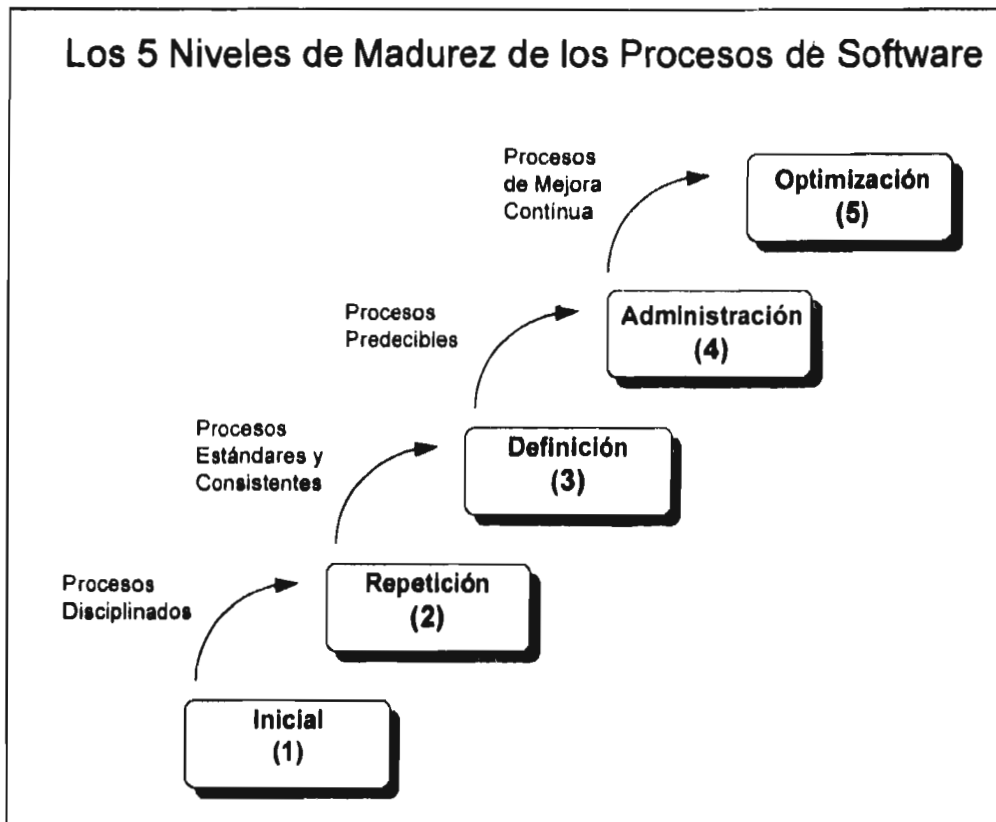 Los 5 Niveles de Madurez de los Procesos de Software
Procesos
de Mejora
Contínua
Optimización
(5)
Procesos
Predecibles
Administración
(4)
Procesos
Estándares y
Consistentes
Definición
(3)
Procesos
Disciplinados
Repetición
(2)
Inicial
(1)